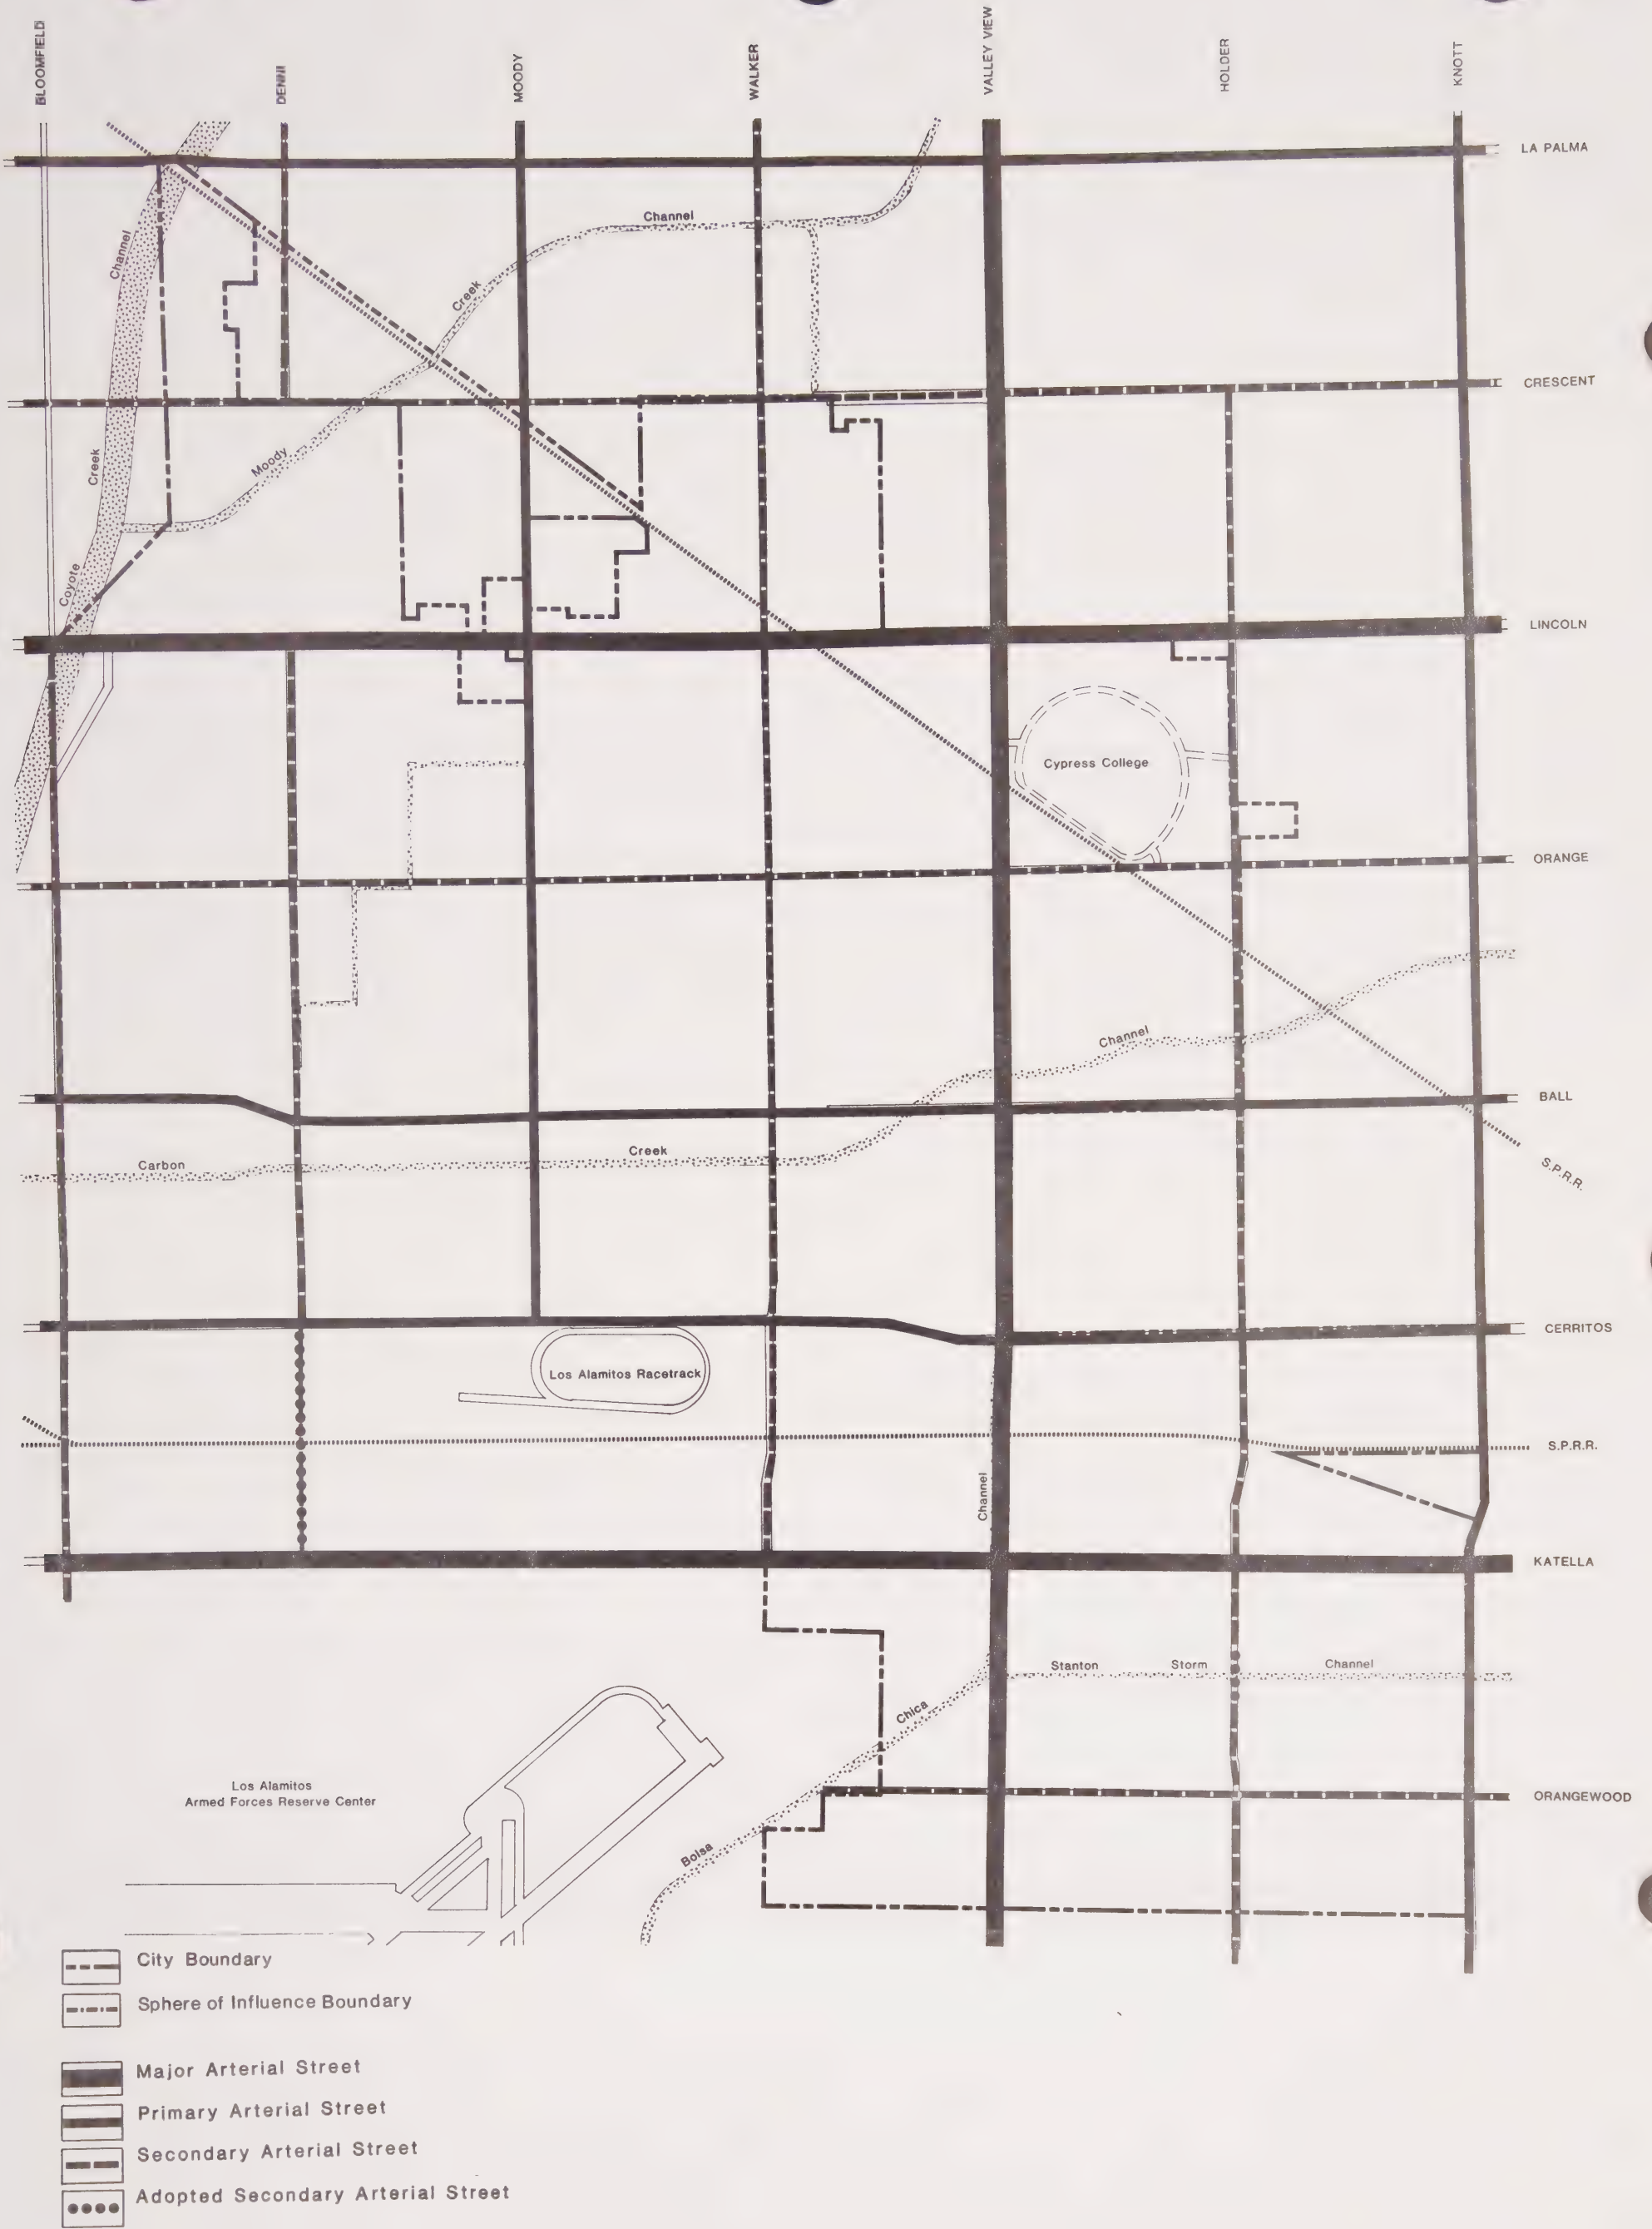 BLOOMFIELD
DENNI
MOODY
WALKER
VALLEY VIEW
HOLDER
KNOTT
LA PALMA
Channel
Channel
Creek
CRESCENT
Moody
Creek
Coyote
LINCOLN
Cypress College
ORANGE
Channel
BALL
Creek
Carbon
S.P.R.R.
CERRITOS
Los Alamitos Racetrack
S.P.R.R.
Channel
KATELLA
Stanton Storm Channel
Chica
Los Alamitos
Armed Forces Reserve Center
ORANGEWOOD
Bolsa
City Boundary
Sphere of Influence Boundary
Major Arterial Street
Primary Arterial Street
Secondary Arterial Street
Adopted Secondary Arterial Street